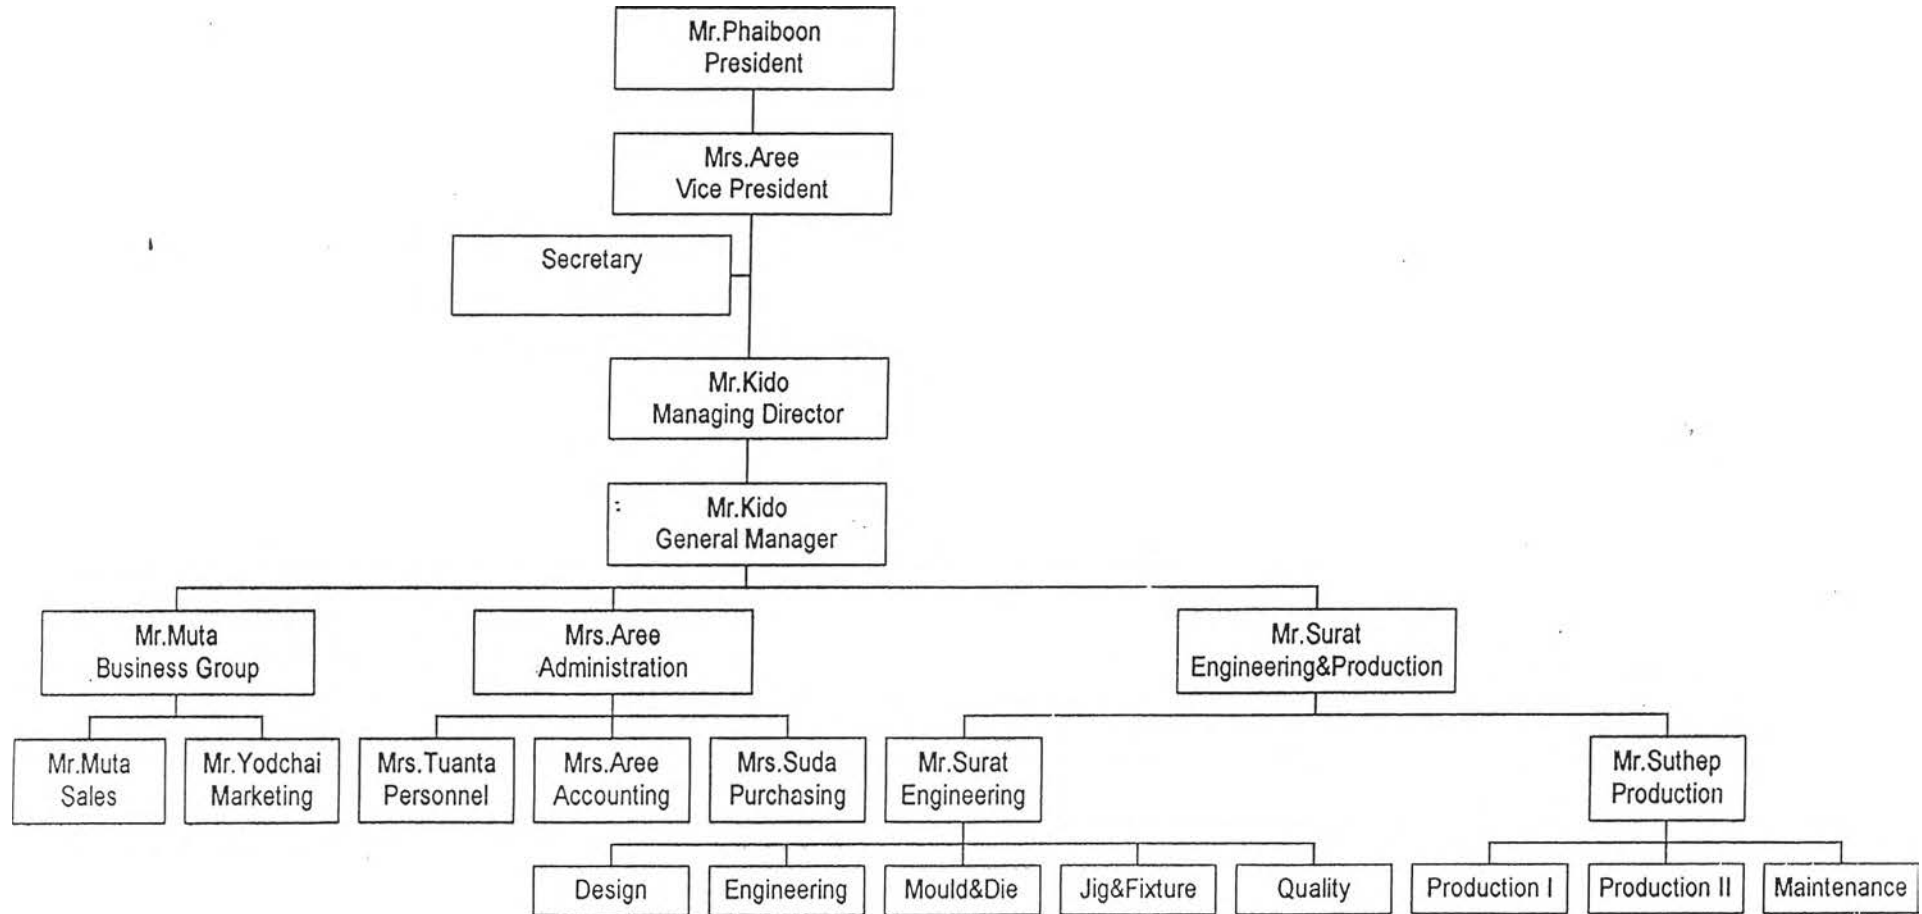 Mr.Phaiboon
President
Mrs.Aree
Vice President
Secretary
Mr.Kido
Managing Director
Mr.Kido
General Manager
Mr.Muta
Business Group
Mrs.Aree
Administration
Mr.Surat
Engineering&Production
Mr.Muta
Sales
Mr.Yodchai
Marketing
Mrs.Tuanta
Personnel
Mrs.Aree
Accounting
Mrs.Suda
Purchasing
Mr.Surat
Engineering
Mr.Suthep
Production
Design
Engineering
Mould&Die
Jig&Fixture
Quality
Production I
Production II
Maintenance